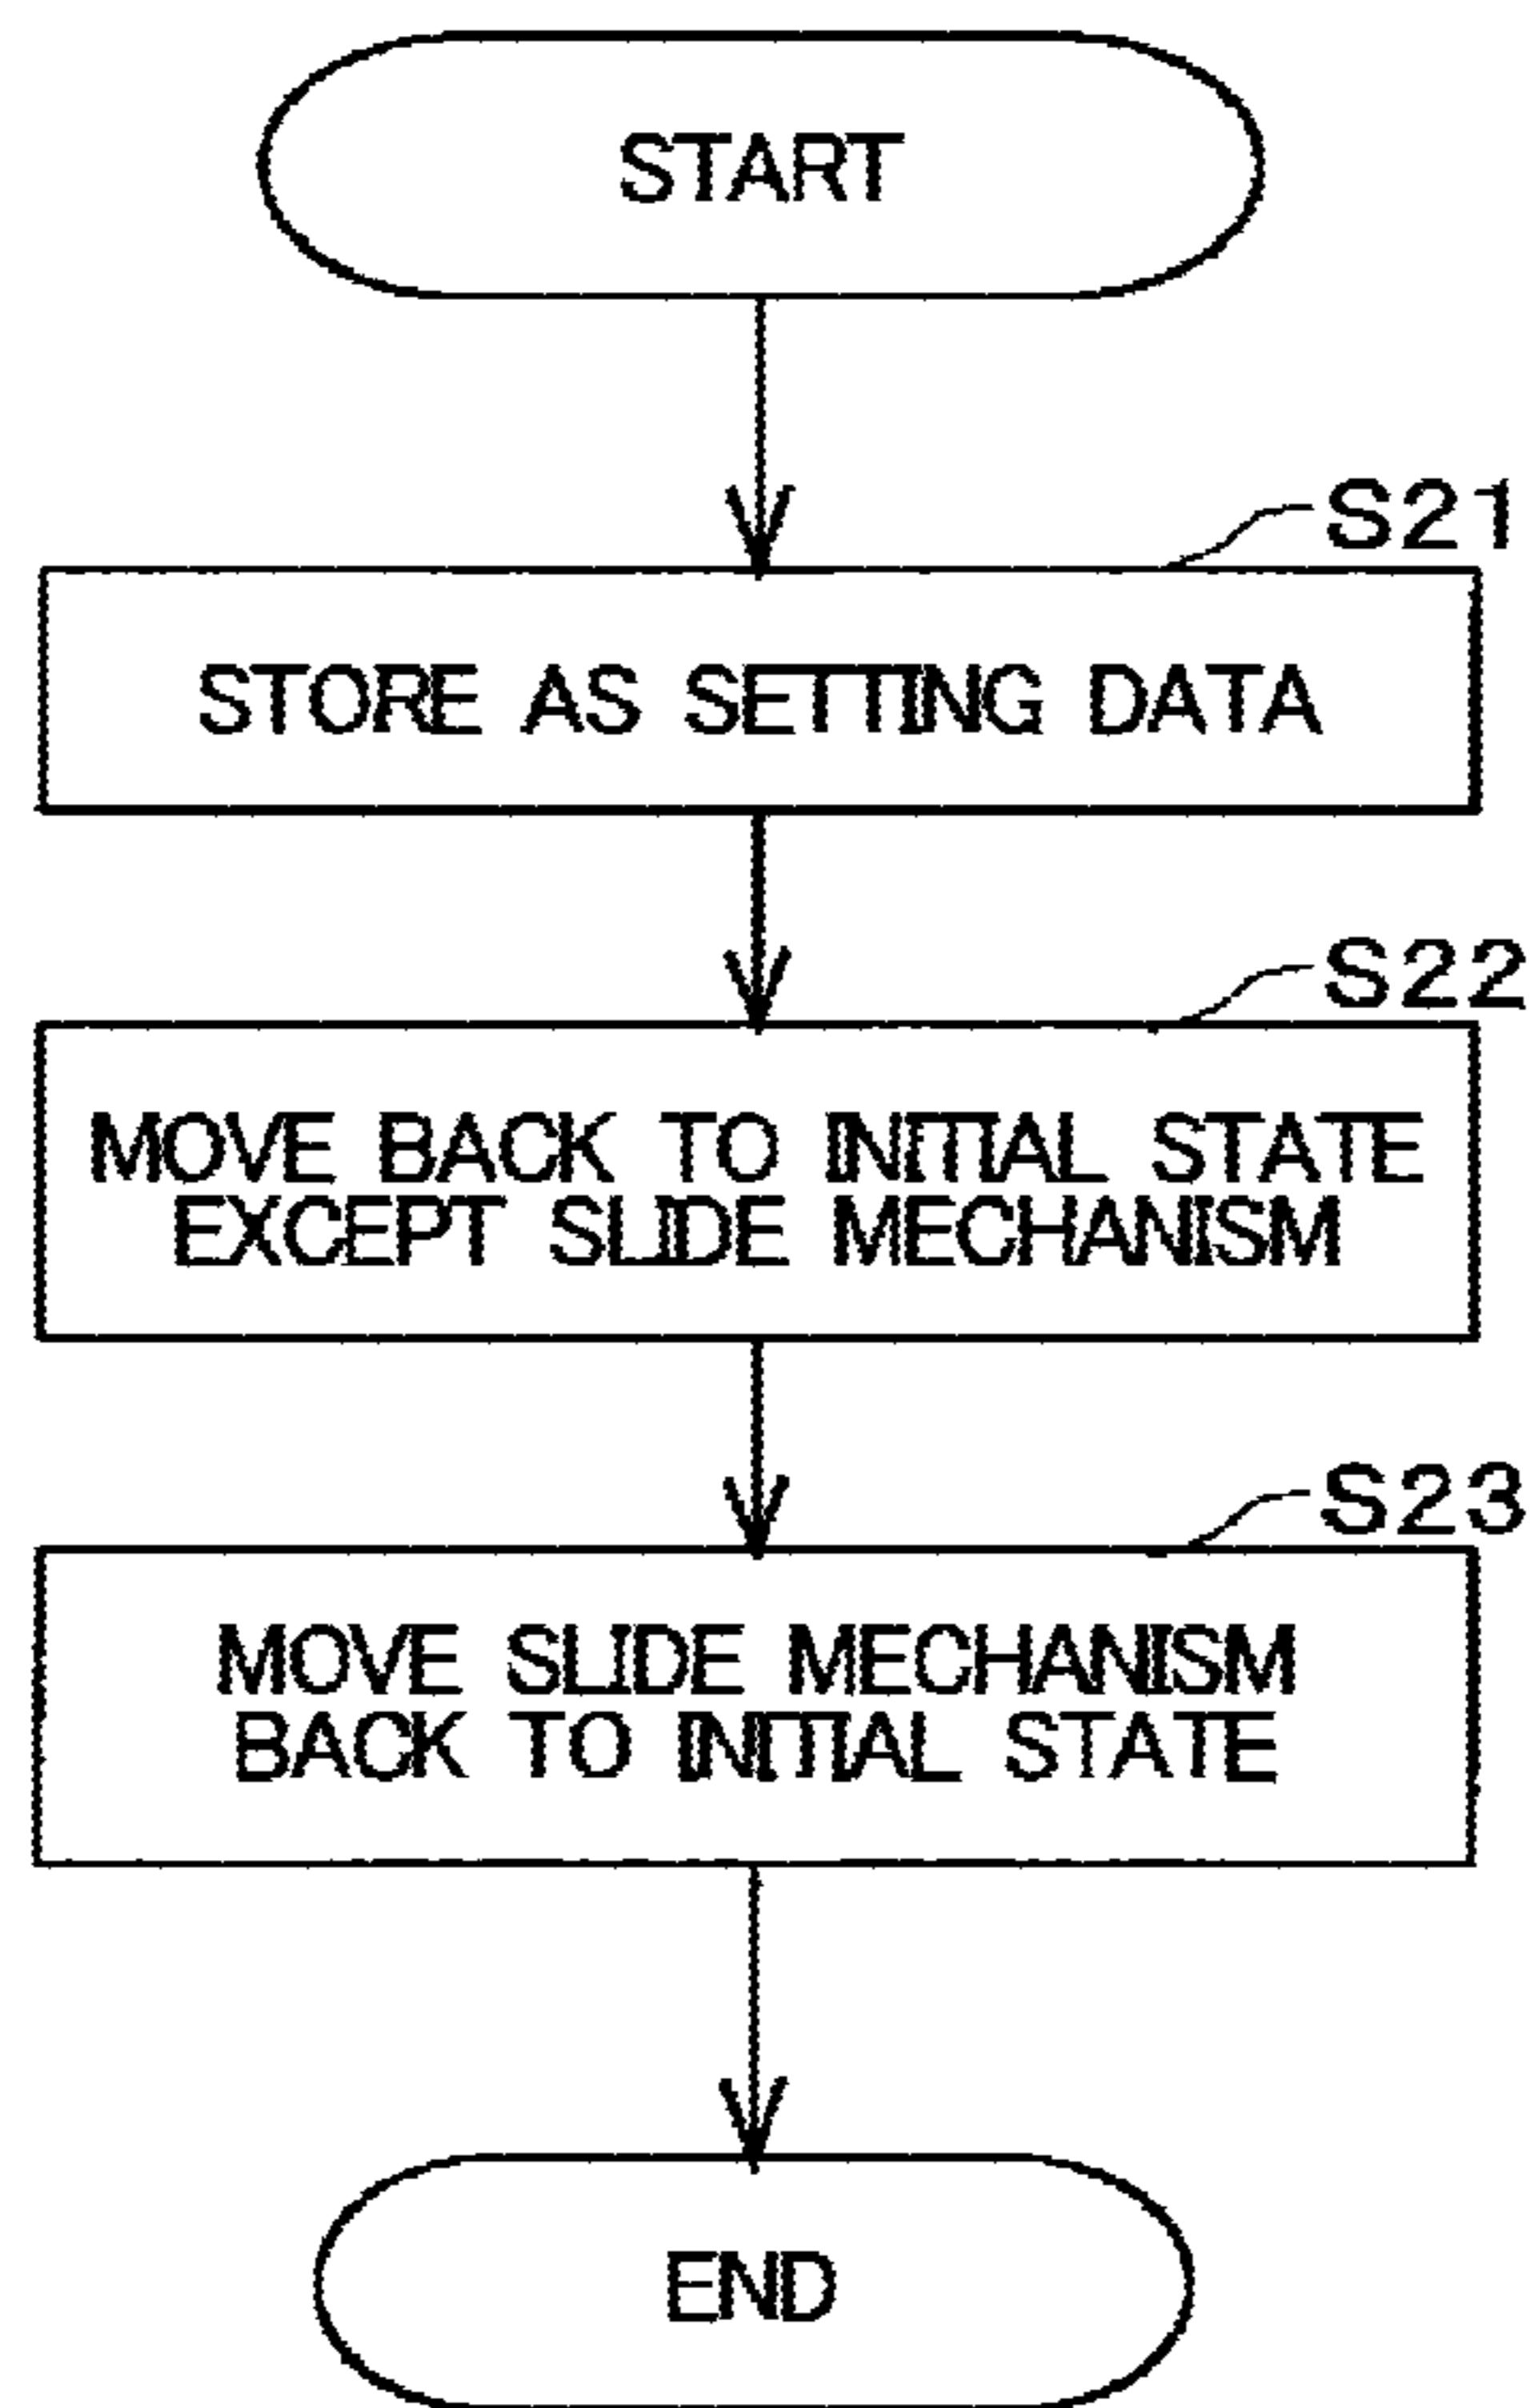 START
S21
STORE AS SETTING DATA
S22
MOVE BACK TO INITIAL STATE
EXCEPT SLIDE MECHANISM
S23
MOVE SLIDE MECHANISM
BACK TO INITIAL STATE
END